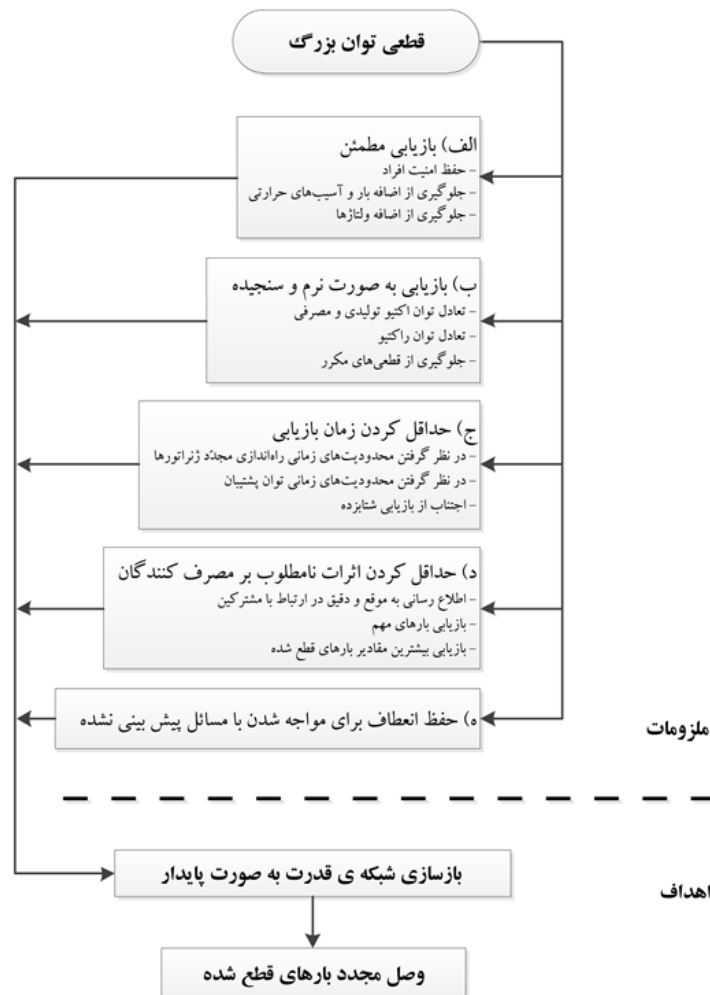 قطعی توان بزرگ
الف) بازیابی مطمئن
- حفظ امنیت افراد
- جلوگیری از اضافه بار و آسیب‌های حرارتی
- جلوگیری از اضافه ولتاژها
ب) بازیابی به صورت نرم و سنجیده
- تعادل توان اکتیو تولیدی و مصرفی
- تعادل توان راکتیو
- جلوگیری از قطعی‌های مکرر
ج) حداقل کردن زمان بازیابی
- در نظر گرفتن محدودیت‌های زمانی راه‌اندازی مجدّد ژنراتورها
- در نظر گرفتن محدودیت‌های زمانی توان پشتیبان
- اجتناب از بازیابی شتابزده
د) حداقل کردن اثرات نامطلوب بر مصرف کنندگان
- اطلاع رسانی به موقع و دقیق در ارتباط با مشترکین
- بازیابی بارهای مهم
- بازیابی بیشترین مقادیر بارهای قطع شده
ه) حفظ انعطاف برای مواجه شدن با مسائل پیش بینی نشده
ملزومات
بازسازی شبکه ی قدرت به صورت پایدار
اهداف
وصل مجدد بارهای قطع شده